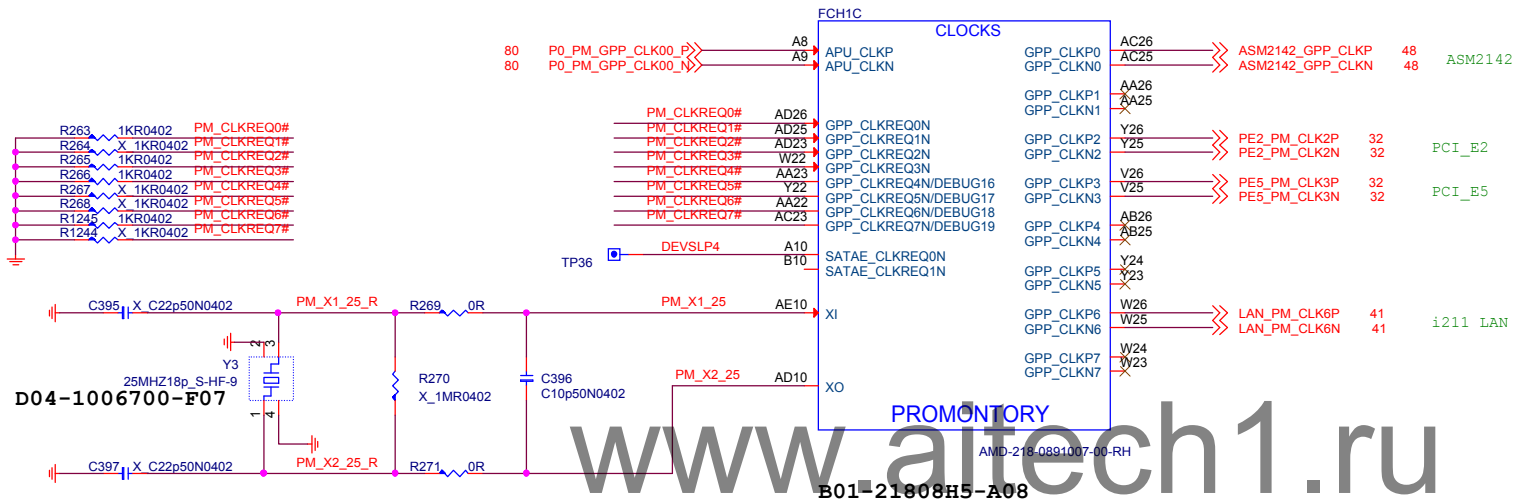 FCH1C
CLOCKS
80 P0_PM_GPP_CLK00_P A8 APU_CLKP
80 P0_PM_GPP_CLK00_N A9 APU_CLKN
GPP_CLKP0 AC26 ASM2142_GPP_CLKP 48
GPP_CLKN0 AC25 ASM2142_GPP_CLKN 48
ASM2142
GPP_CLKP1 AA26
GPP_CLKN1 AA25
R263 1KR0402 PM_CLKREQ0#
R264 X_1KR0402 PM_CLKREQ1#
R265 1KR0402 PM_CLKREQ2#
R266 1KR0402 PM_CLKREQ3#
R267 X_1KR0402 PM_CLKREQ4#
R268 X_1KR0402 PM_CLKREQ5#
R1245 1KR0402 PM_CLKREQ6#
R1244 X_1KR0402 PM_CLKREQ7#
PM_CLKREQ0# AD26 GPP_CLKREQ0N
PM_CLKREQ1# AD25 GPP_CLKREQ1N
PM_CLKREQ2# AD23 GPP_CLKREQ2N
PM_CLKREQ3# W22 GPP_CLKREQ3N
PM_CLKREQ4# AA23 GPP_CLKREQ4N/DEBUG16
PM_CLKREQ5# Y22 GPP_CLKREQ5N/DEBUG17
PM_CLKREQ6# AA22 GPP_CLKREQ6N/DEBUG18
PM_CLKREQ7# AC23 GPP_CLKREQ7N/DEBUG19
GPP_CLKP2 Y26 PE2_PM_CLK2P 32
GPP_CLKN2 Y25 PE2_PM_CLK2N 32
PCI_E2
GPP_CLKP3 V26 PE5_PM_CLK3P 32
GPP_CLKN3 V25 PE5_PM_CLK3N 32
PCI_E5
GPP_CLKP4 AB26
GPP_CLKN4 AB25
TP36 DEVSLP4 A10 SATAE_CLKREQ0N
B10 SATAE_CLKREQ1N
GPP_CLKP5 Y24
GPP_CLKN5 Y23
C395 X_C22p50N0402 PM_X1_25_R R269 0R PM_X1_25 AE10 XI
GPP_CLKP6 W26 LAN_PM_CLK6P 41
GPP_CLKN6 W25 LAN_PM_CLK6N 41
i211 LAN
GPP_CLKP7 W24
GPP_CLKN7 W23
2 3
Y3
25MHZ18p_S-HF-9
D04-1006700-F07
1 4
R270
X_1MR0402
C396
C10p50N0402
PM_X2_25 AD10 XO
PROMONTORY
C397 X_C22p50N0402 PM_X2_25_R R271 0R
AMD-218-0891007-00-RH
www.aitech1.ru
B01-21808H5-A08